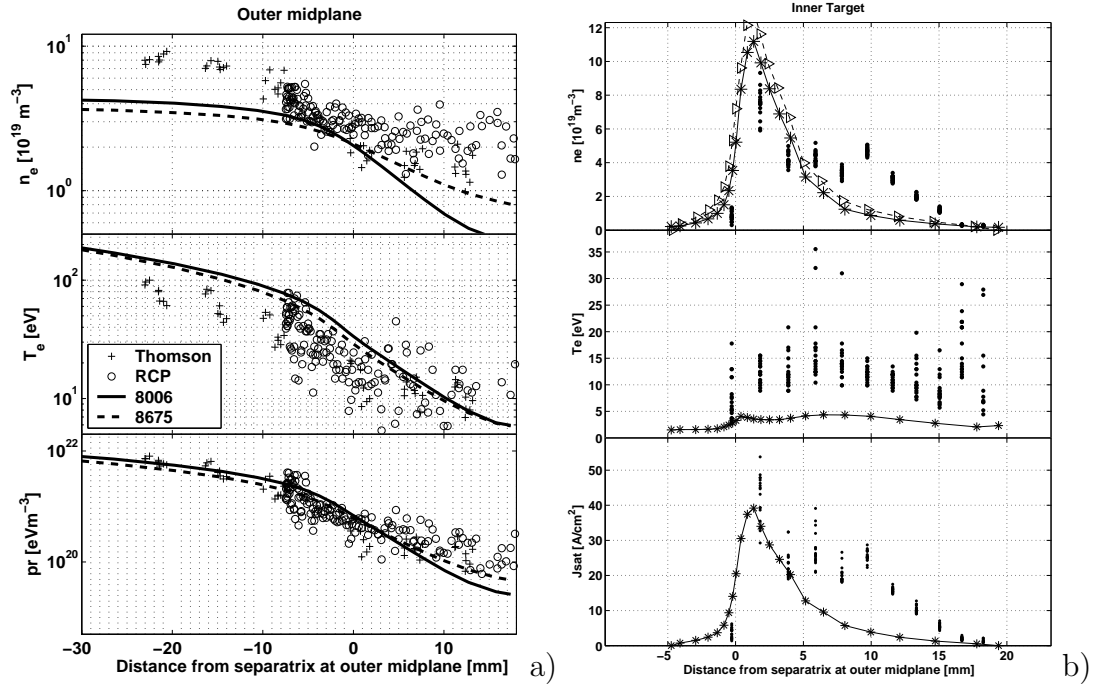 Outer midplane
10^1
10^0
n_e [10^19 m^-3]
10^2
10^1
T_e [eV]
Thomson
RCP
8006
8675
10^22
10^20
pr [eVm^-3]
−30 −20 −10 0 10
Distance from separatrix at outer midplane [mm]
a)
Inner Target
12
10
8
6
4
2
0
ne [10^19 m^-3]
35
30
25
20
15
10
5
0
Te [eV]
50
40
30
20
10
0
Jsat [A/cm^2]
−5 0 5 10 15 20
Distance from separatrix at outer midplane [mm]
b)